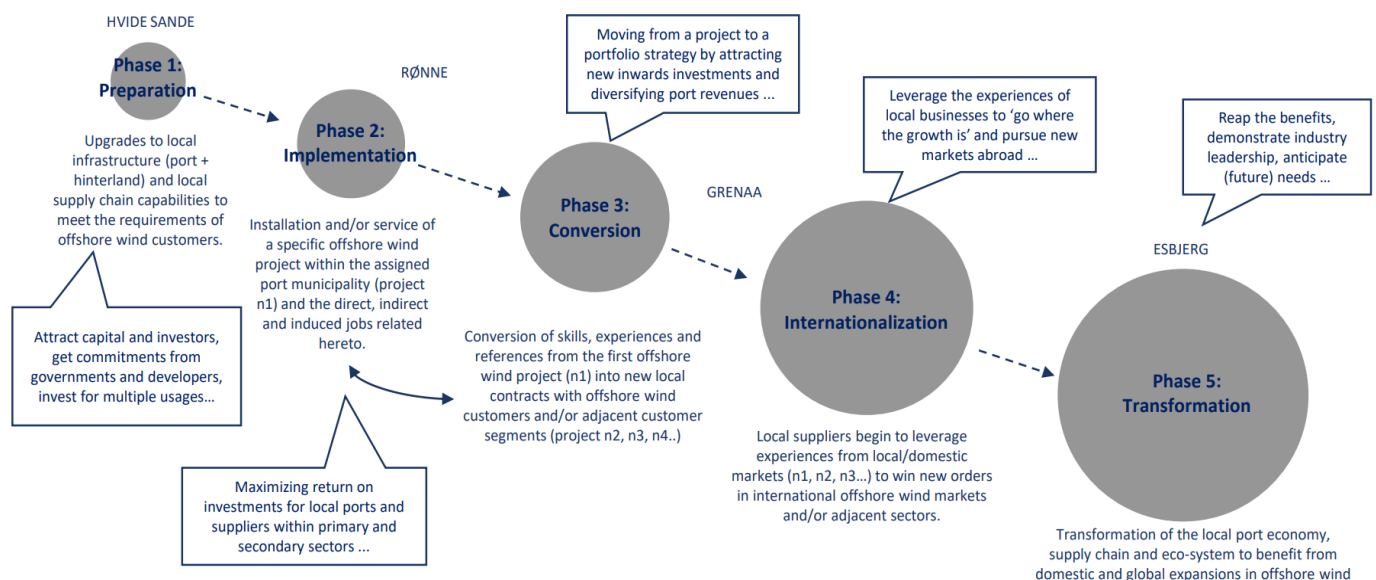 HVIDE SANDE
Phase 1:
Preparation
Upgrades to local
infrastructure (port +
hinterland) and local
supply chain capabilities to
meet the requirements of
offshore wind customers.
Attract capital and investors,
get commitments from
governments and developers,
invest for multiple usages...
RØNNE
Phase 2:
Implementation
Installation and/or service of
a specific offshore wind
project within the assigned
port municipality (project
n1) and the direct, indirect
and induced jobs related
hereto.
Maximizing return on
investments for local ports and
suppliers within primary and
secondary sectors ...
Moving from a project to a
portfolio strategy by attracting
new inwards investments and
diversifying port revenues ...
Phase 3:
Conversion
Conversion of skills, experiences and
references from the first offshore
wind project (n1) into new local
contracts with offshore wind
customers and/or adjacent customer
segments (project n2, n3, n4..)
GRENAA
Leverage the experiences of
local businesses to ‘go where
the growth is’ and pursue new
markets abroad ...
Phase 4:
Internationalization
Local suppliers begin to leverage
experiences from local/domestic
markets (n1, n2, n3...) to win new orders
in international offshore wind markets
and/or adjacent sectors.
Reap the benefits,
demonstrate industry
leadership, anticipate
(future) needs ...
ESBJERG
Phase 5:
Transformation
Transformation of the local port economy,
supply chain and eco-system to benefit from
domestic and global expansions in offshore wind